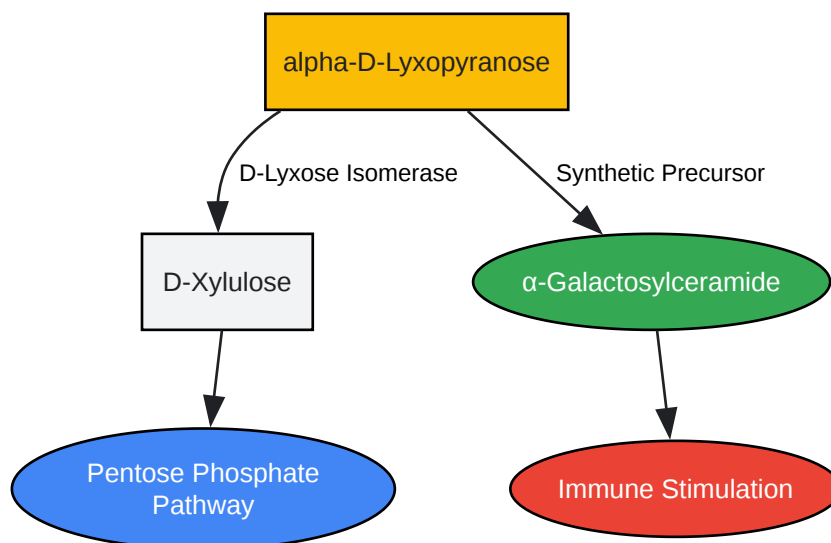 alpha-D-Lyxopyranose
D-Lyxose Isomerase
Synthetic Precursor
D-Xylulose
α-Galactosylceramide
Pentose Phosphate
Pathway
Immune Stimulation